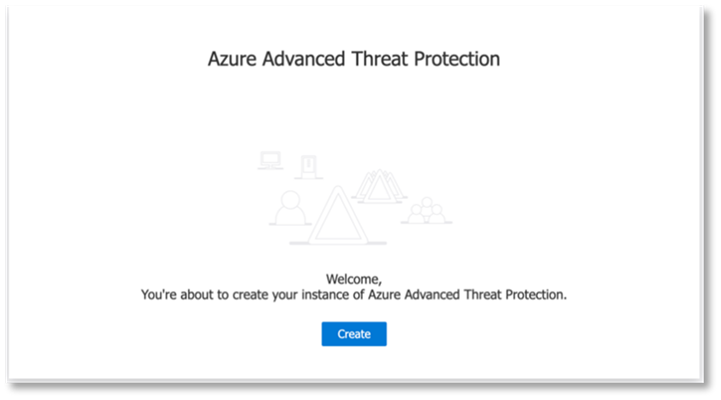 Azure Advanced Threat Protection
Welcome,
You're about to create your instance of Azure Advanced Threat Protection.
Create